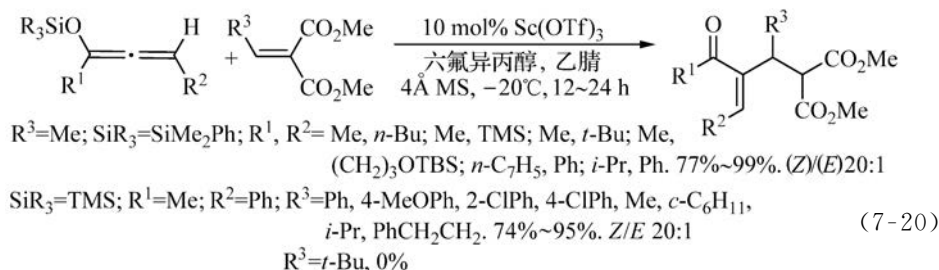 R₃SiO H R³ CO₂Me 10 mol% Sc(OTf)₃ O R³
R¹ R² + CO₂Me 六氟异丙醇, 乙腈 R¹ CO₂Me
4Å MS, −20℃, 12~24 h R² CO₂Me
R³=Me; SiR₃=SiMe₂Ph; R¹, R²= Me, n-Bu; Me, TMS; Me, t-Bu; Me,
(CH₂)₃OTBS; n-C₇H₅, Ph; i-Pr, Ph. 77%~99%. (Z)/(E)20:1
SiR₃=TMS; R¹=Me; R²=Ph; R³=Ph, 4-MeOPh, 2-ClPh, 4-ClPh, Me, c-C₆H₁₁,
i-Pr, PhCH₂CH₂. 74%~95%. Z/E 20:1 (7-20)
R³=t-Bu, 0%